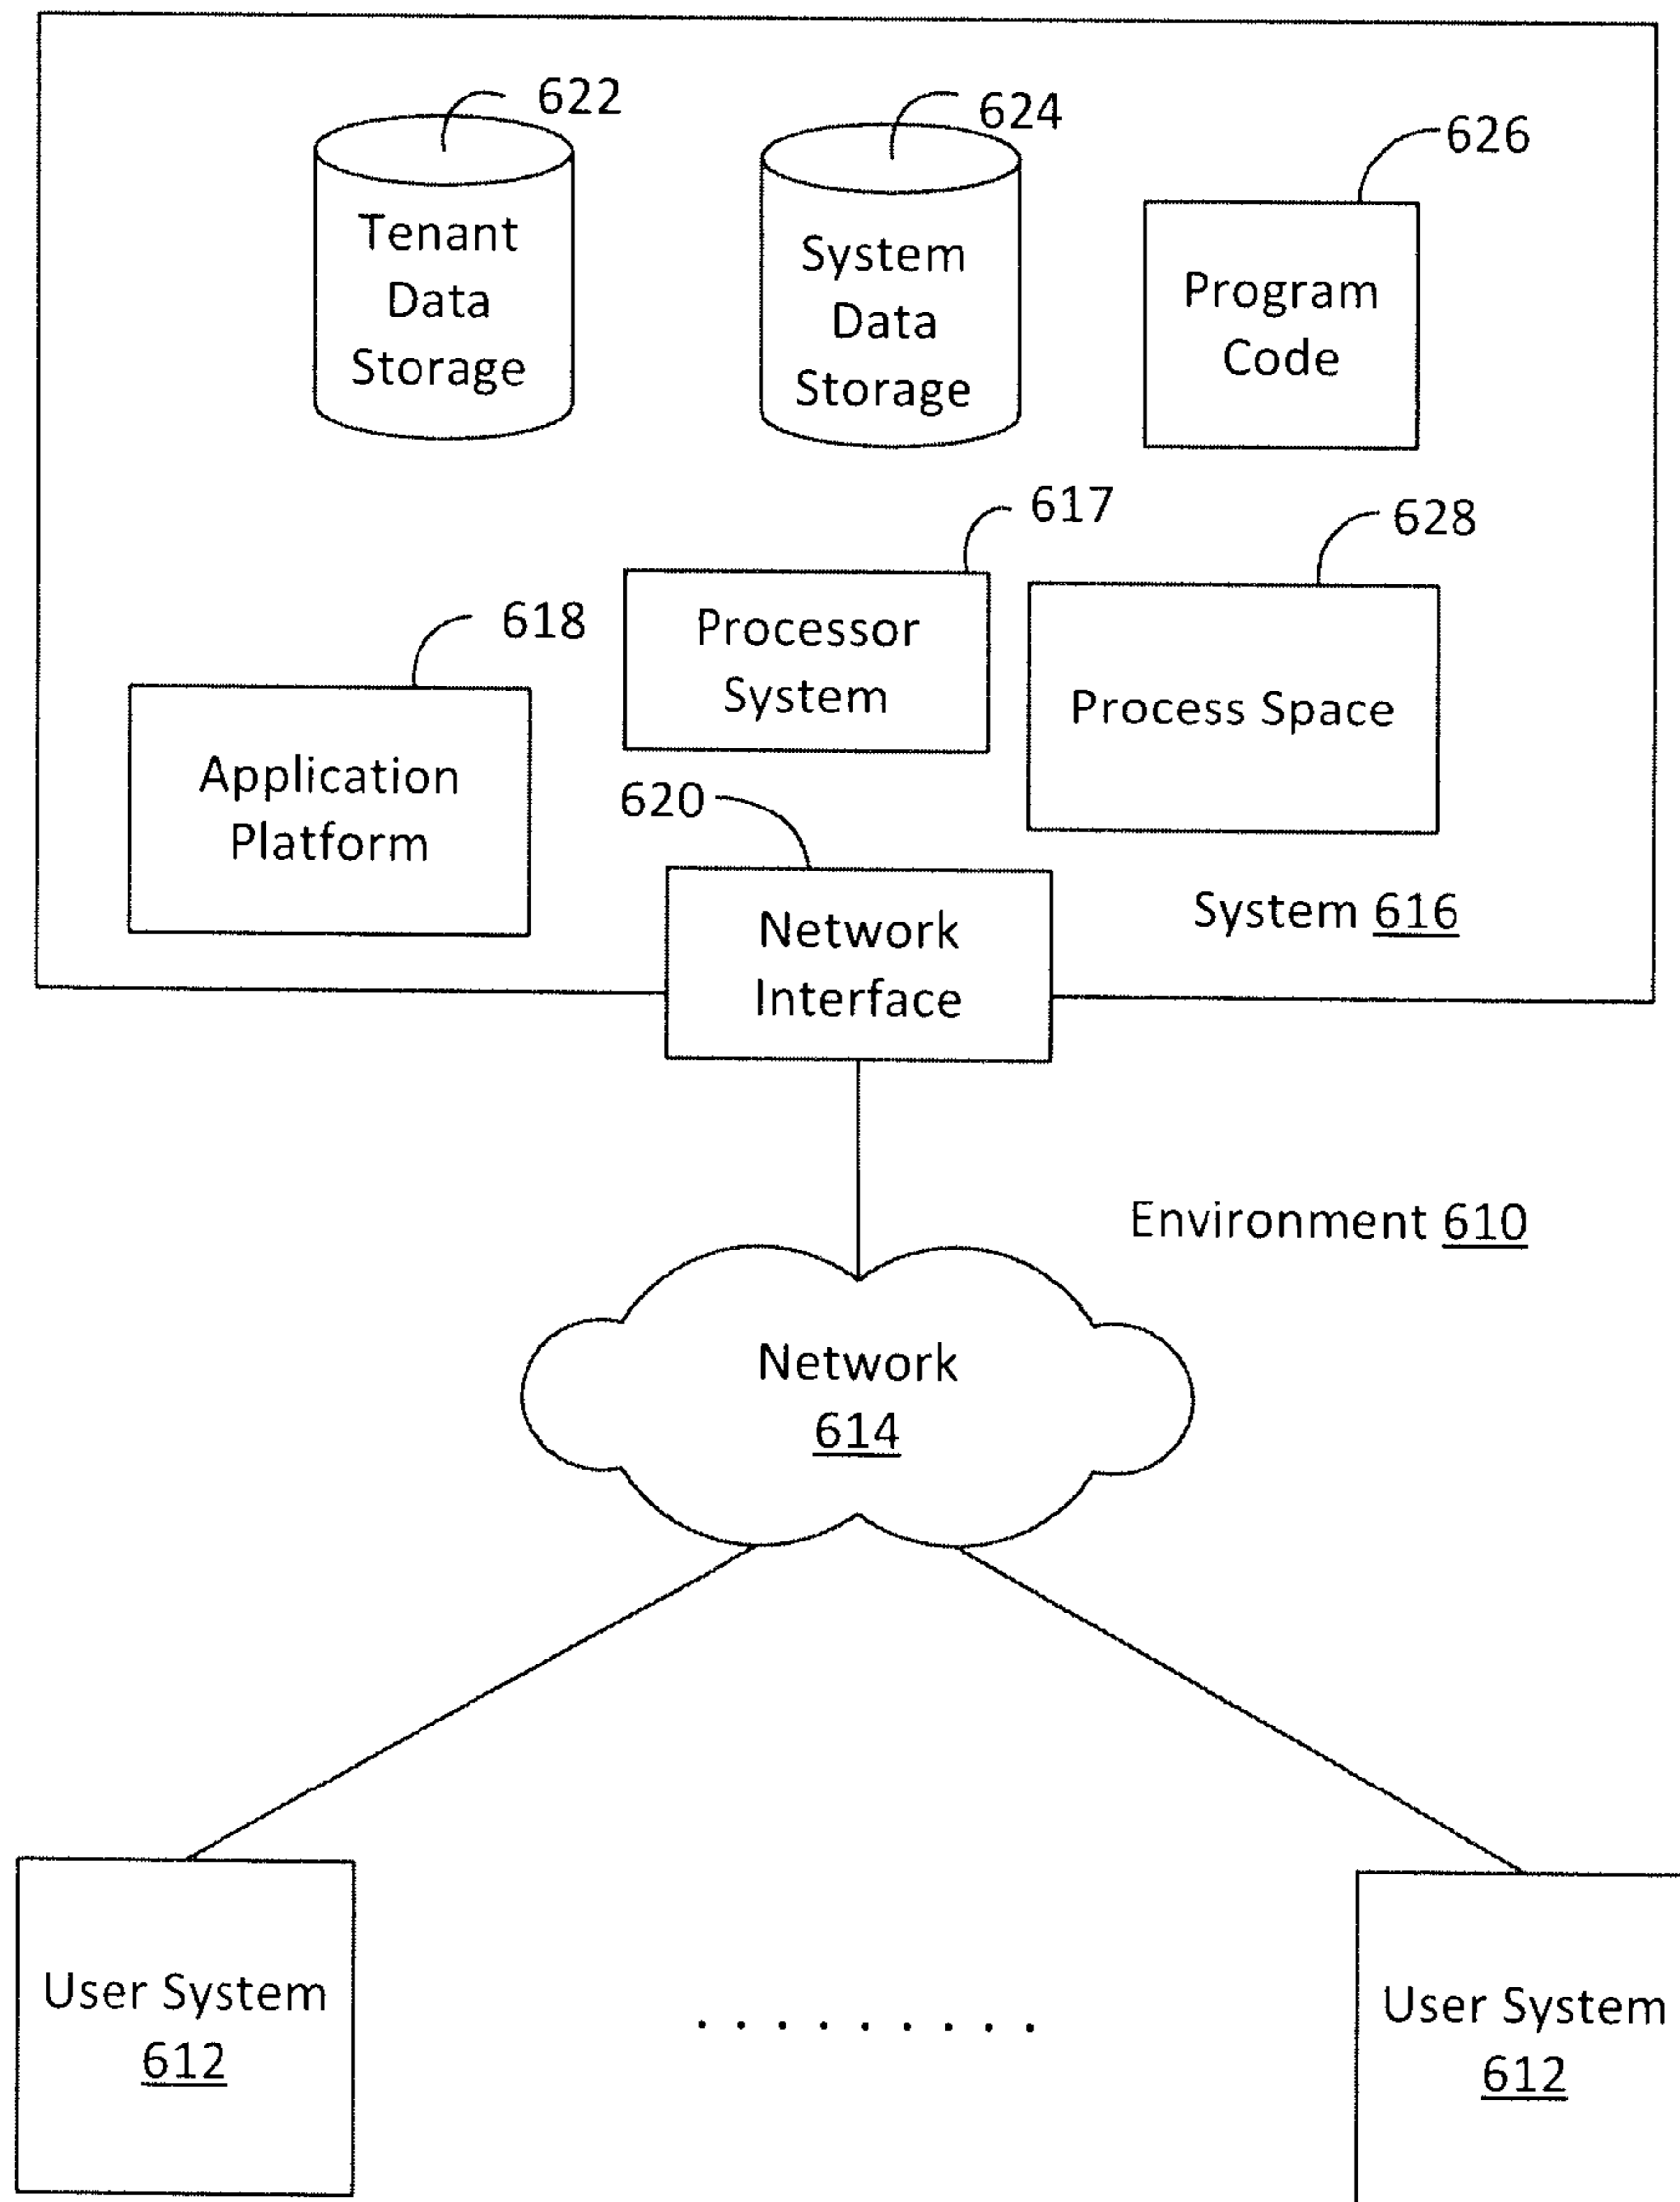 622
624
626
Tenant
Data
Storage
System
Data
Storage
Program
Code
617
628
618
Processor
System
Process Space
Application
Platform
620
Network
Interface
System 616
Environment 610
Network
614
User System
612
User System
612